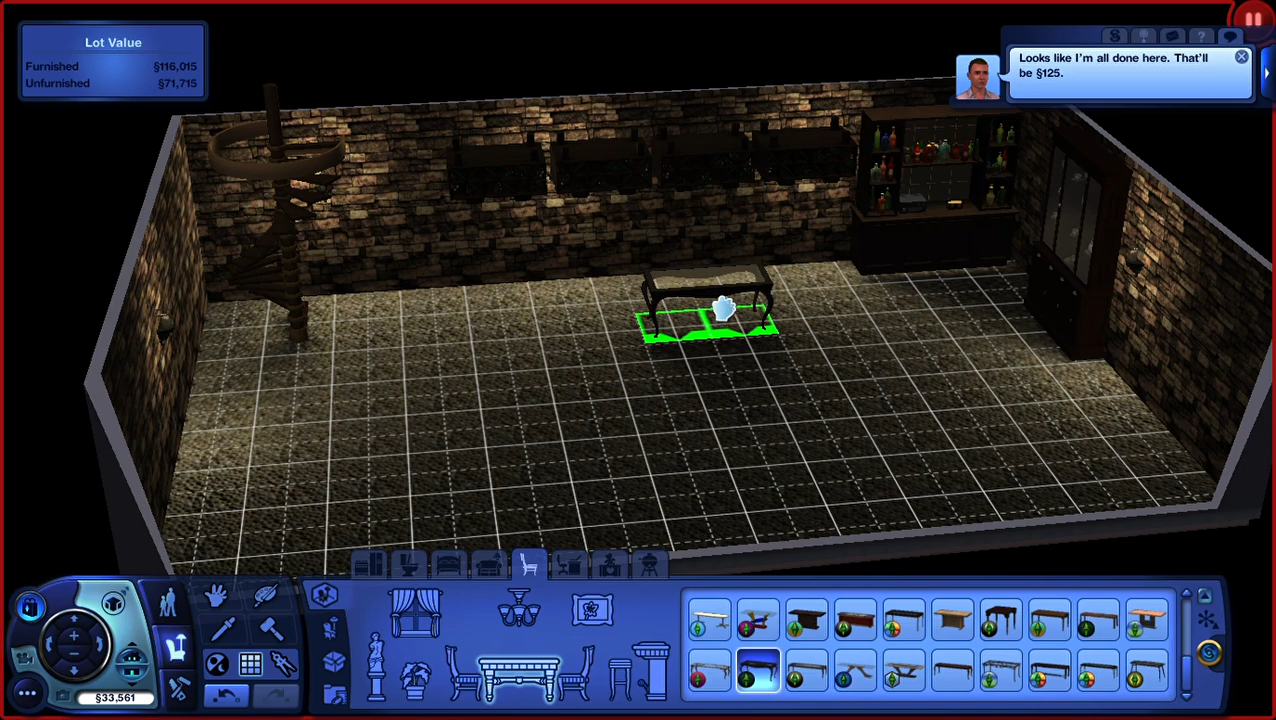 Lot Value
Furnished §116,015
Unfurnished §71,715
Looks like I'm all done here. That'll
be §125.
§33,561